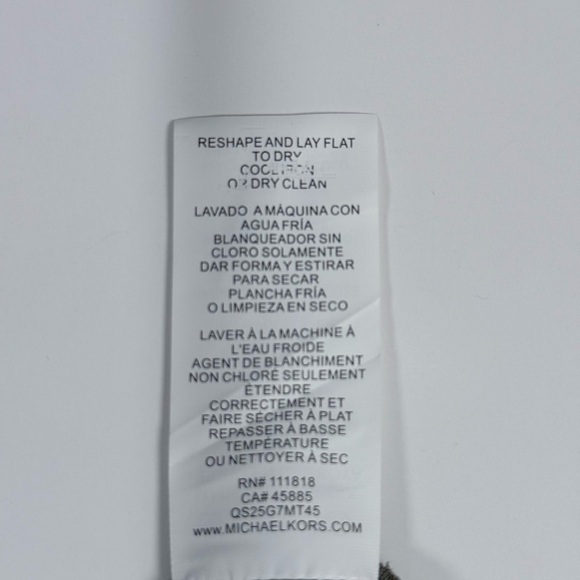 RESHAPE AND LAY FLAT
TO DRY
COOL IRON
OR DRY CLEAN
LAVADO A MÁQUINA CON
AGUA FRÍA
BLANQUEADOR SIN
CLORO SOLAMENTE
DAR FORMA Y ESTIRAR
PARA SECAR
PLANCHA FRÍA
O LIMPIEZA EN SECO
LAVER À LA MACHINE À
L'EAU FROIDE
AGENT DE BLANCHIMENT
NON CHLORÉ SEULEMENT
ÉTENDRE
CORRECTEMENT ET
FAIRE SÉCHER À PLAT
REPASSER À BASSE
TEMPÉRATURE
OU NETTOYER À SEC
RN# 111818
CA# 45885
QS25G7MT45
www.MICHAELKORS.COM